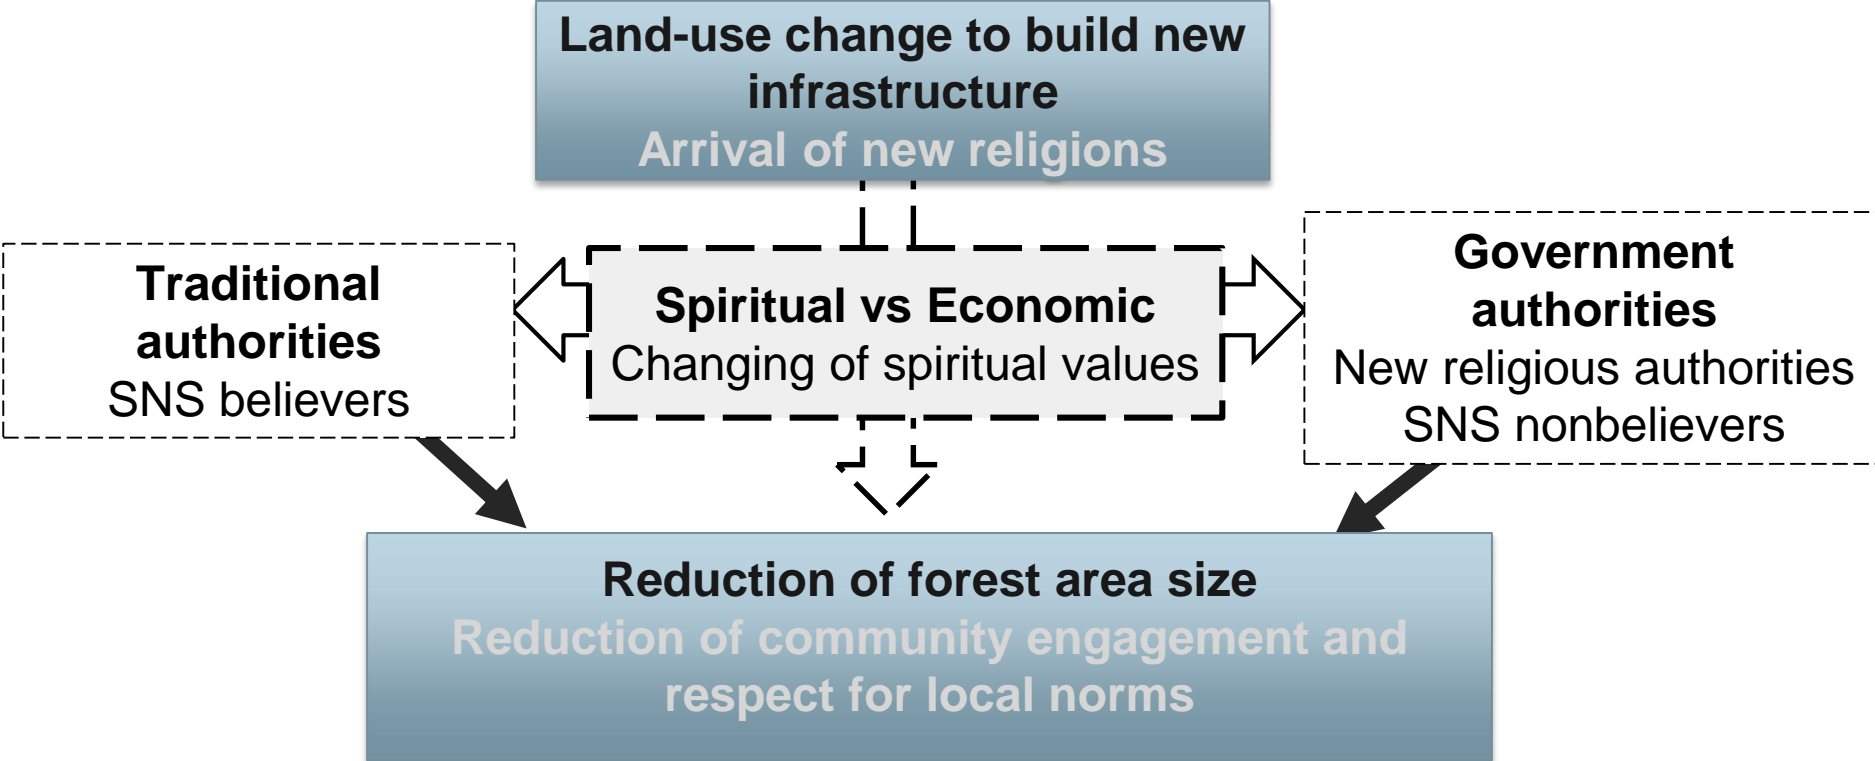 Land-use change to build new
infrastructure
Arrival of new religions
Traditional
authorities
SNS believers
Spiritual vs Economic
Changing of spiritual values
Government
authorities
New religious authorities
SNS nonbelievers
Reduction of forest area size
Reduction of community engagement and
respect for local norms